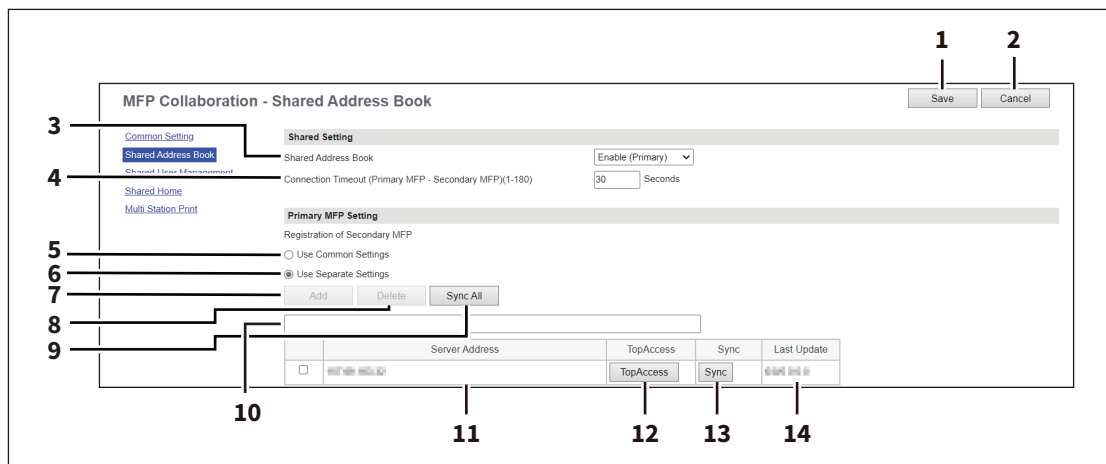 1 2
MFP Collaboration - Shared Address Book
Save Cancel
3
Common Setting
Shared Setting
Shared Address Book
Shared Address Book
Enable (Primary)
4
Shared User Management
Connection Timeout (Primary MFP - Secondary MFP)(1-180)
30 Seconds
Shared Home
Multi Station Print
Primary MFP Setting
Registration of Secondary MFP
5
Use Common Settings
6
Use Separate Settings
7
Add Delete Sync All
8
9
Server Address TopAccess Sync Last Update
TopAccess Sync
10 11 12 13 14